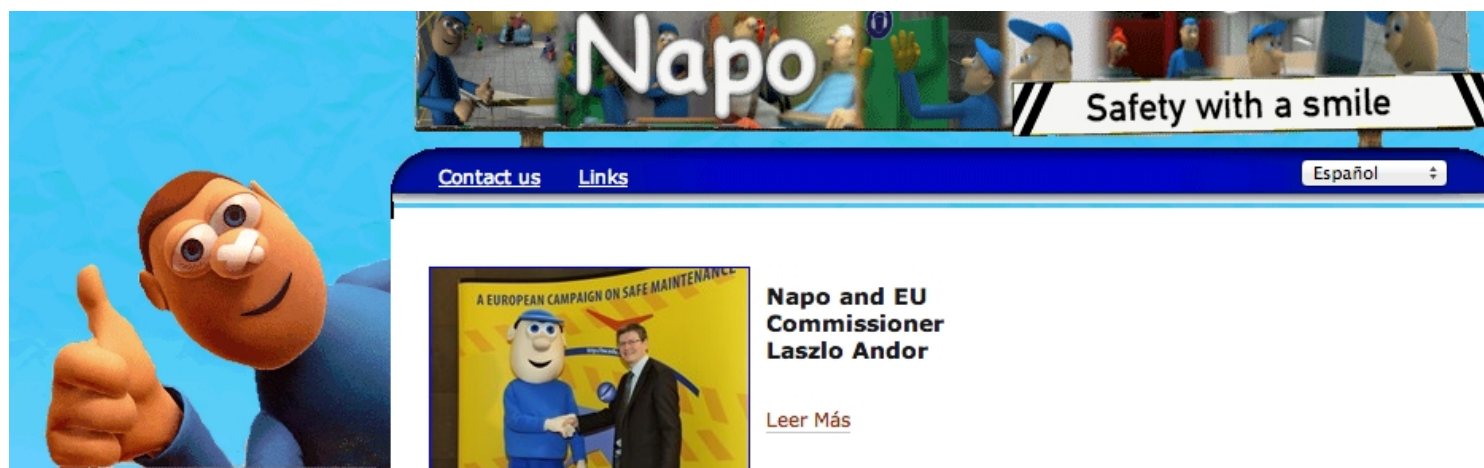 Napo
Safety with a smile
Contact us Links Español
A EUROPEAN CAMPAIGN ON SAFE MAINTENANCE
Napo and EU
Commissioner
Laszlo Andor
Leer Más